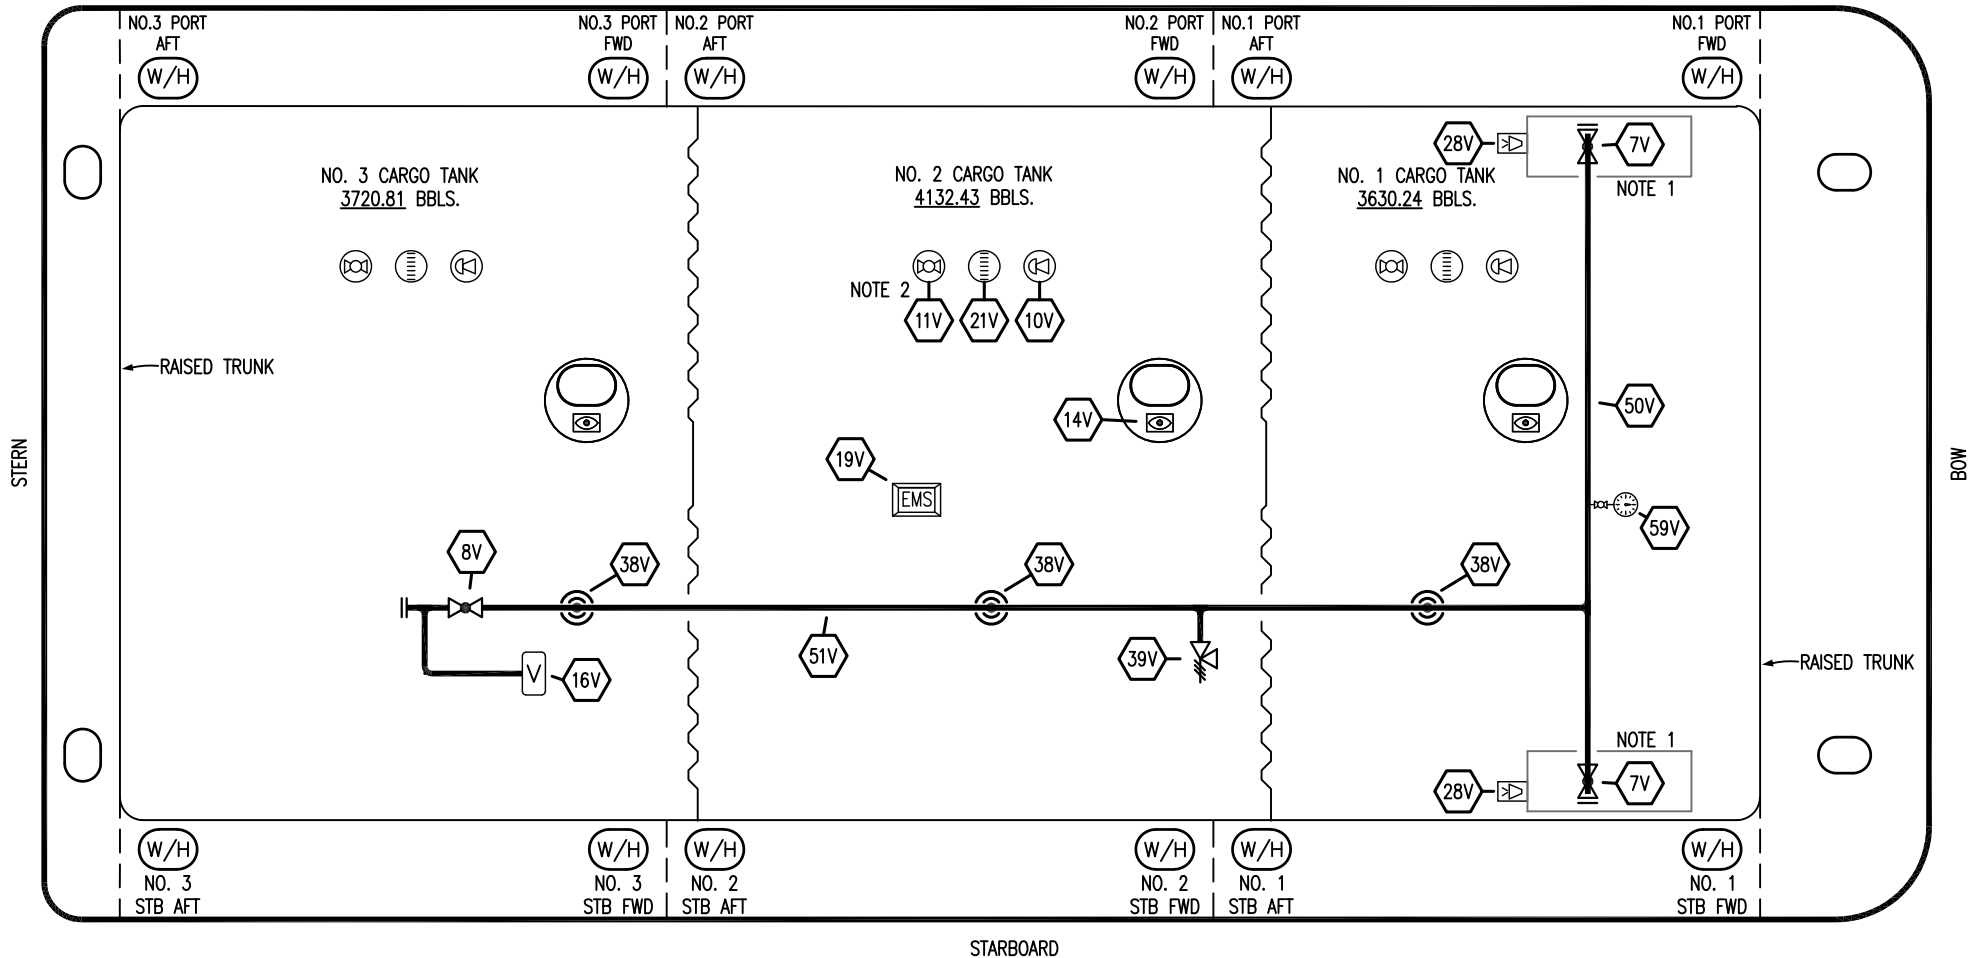 NO.3 PORT
AFT
W/H
NO.3 PORT
FWD
W/H
NO.2 PORT
AFT
W/H
NO.2 PORT
FWD
W/H
NO.1 PORT
AFT
W/H
NO.1 PORT
FWD
W/H
NO. 3 CARGO TANK
3720.81 BBLS.
NO. 2 CARGO TANK
4132.43 BBLS.
NO. 1 CARGO TANK
3630.24 BBLS.
28V
7V
NOTE 1
NOTE 2
11V
21V
10V
RAISED TRUNK
14V
50V
19V
EMS
STERN
BOW
59V
8V
38V
38V
38V
51V
39V
16V
V
RAISED TRUNK
NOTE 1
28V
7V
W/H
NO. 3
STB AFT
W/H
NO. 3
STB FWD
W/H
NO. 2
STB AFT
W/H
NO. 2
STB FWD
W/H
NO. 1
STB AFT
W/H
NO. 1
STB FWD
STARBOARD